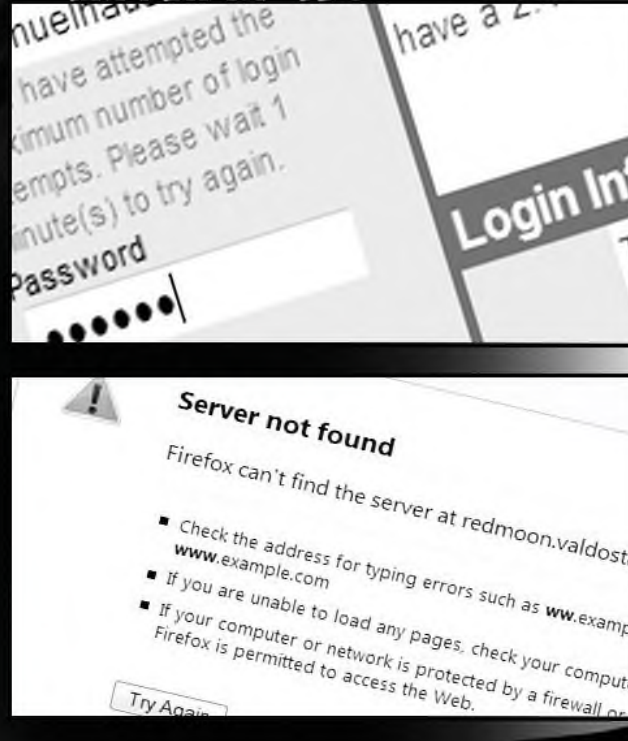 have attempted the
number of login
Please wait 1
to try again.
Password
have a
Login
Server not found
Firefox can't find the server at
Check the address for typing errors such as ww.
www.example.com
If you are unable to load any pages, check your
If your computer or network is protected by a firewall or
Firefox is permitted to access the Web.
Try Again